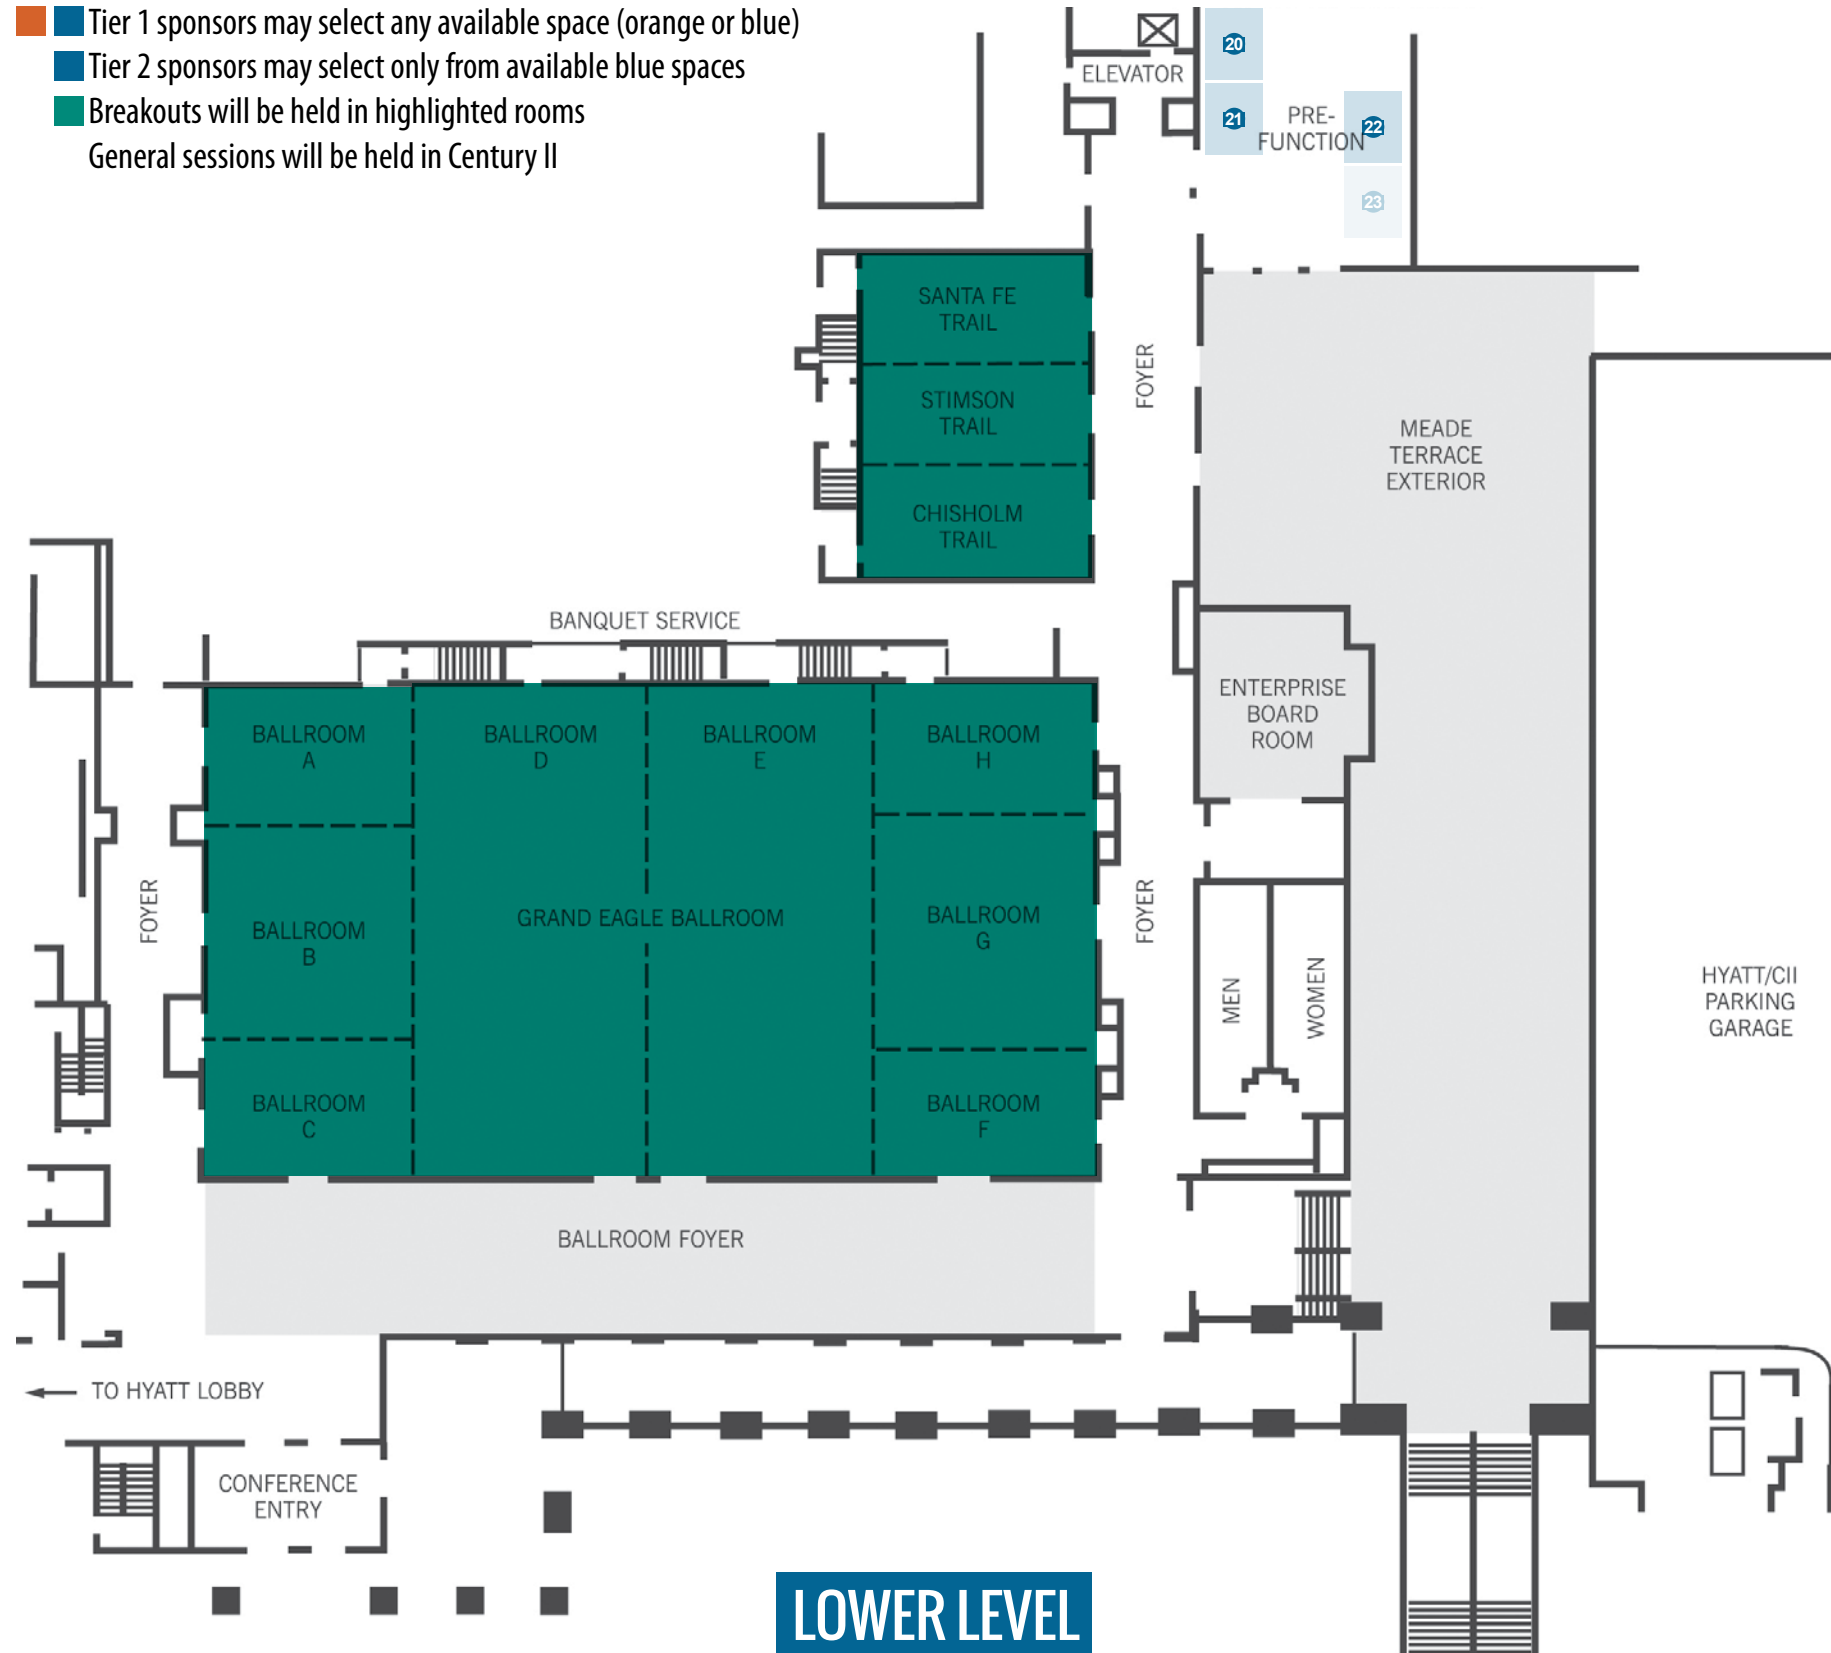 Tier 1 sponsors may select any available space (orange or blue)
Tier 2 sponsors may select only from available blue spaces
Breakouts will be held in highlighted rooms
General sessions will be held in Century II
20
ELEVATOR
21
PRE-
FUNCTION
22
23
SANTA FE
TRAIL
STIMSON
TRAIL
CHISHOLM
TRAIL
FOYER
MEADE
TERRACE
EXTERIOR
BANQUET SERVICE
ENTERPRISE
BOARD
ROOM
BALLROOM
A
BALLROOM
D
BALLROOM
E
BALLROOM
H
FOYER
BALLROOM
B
GRAND EAGLE BALLROOM
BALLROOM
G
FOYER
MEN
WOMEN
HYATT/CII
PARKING
GARAGE
BALLROOM
C
BALLROOM
F
BALLROOM FOYER
TO HYATT LOBBY
CONFERENCE
ENTRY
LOWER LEVEL